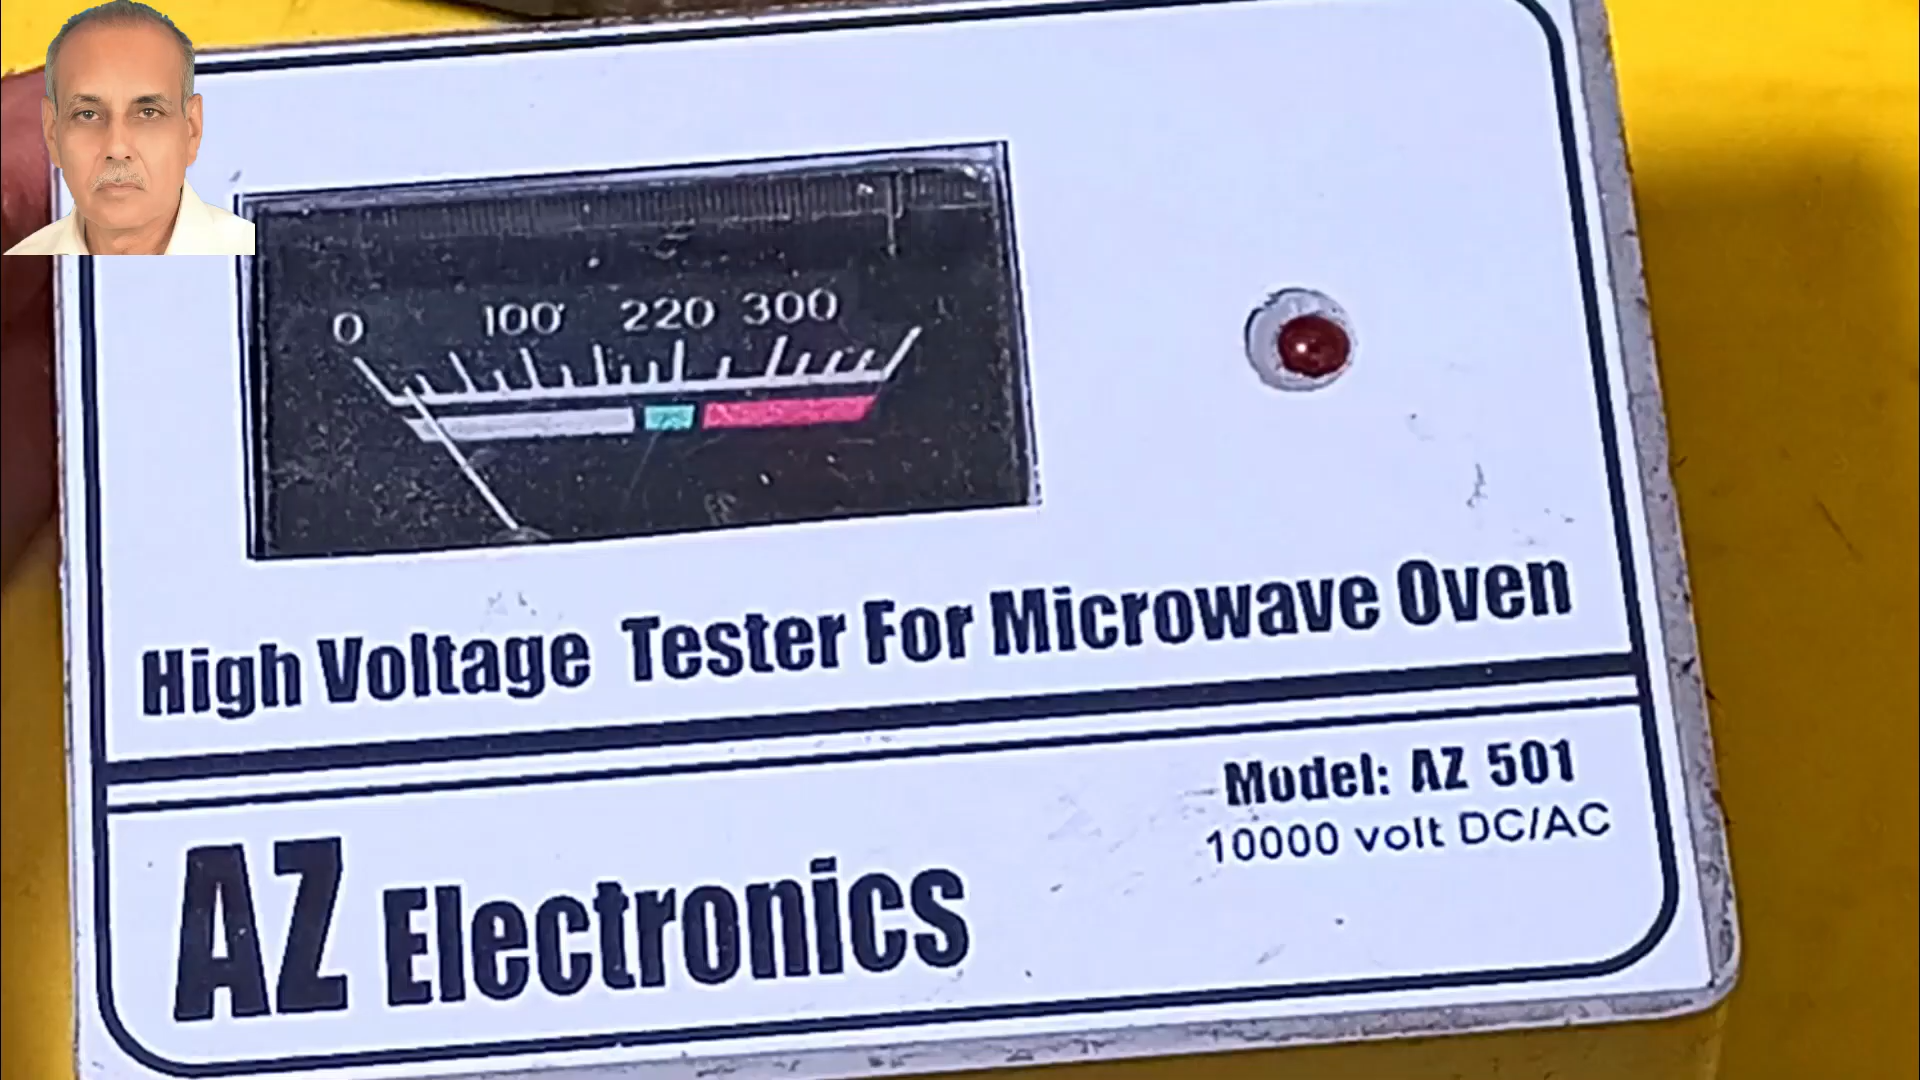 0 100 220 300
High Voltage Tester For Microwave Oven
Model: AZ 501
10000 volt DC/AC
AZ Electronics